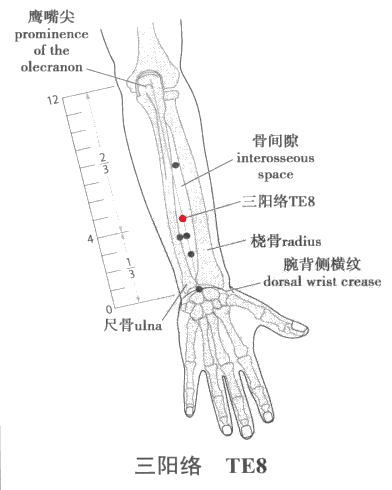 鹰嘴尖
prominence
of the
olecranon
12
骨间隙
interosseous
space
2
3
三阳络TE8
4
桡骨radius
1
3
腕背侧横纹
dorsal wrist crease
0
尺骨ulna
三阳络 TE8